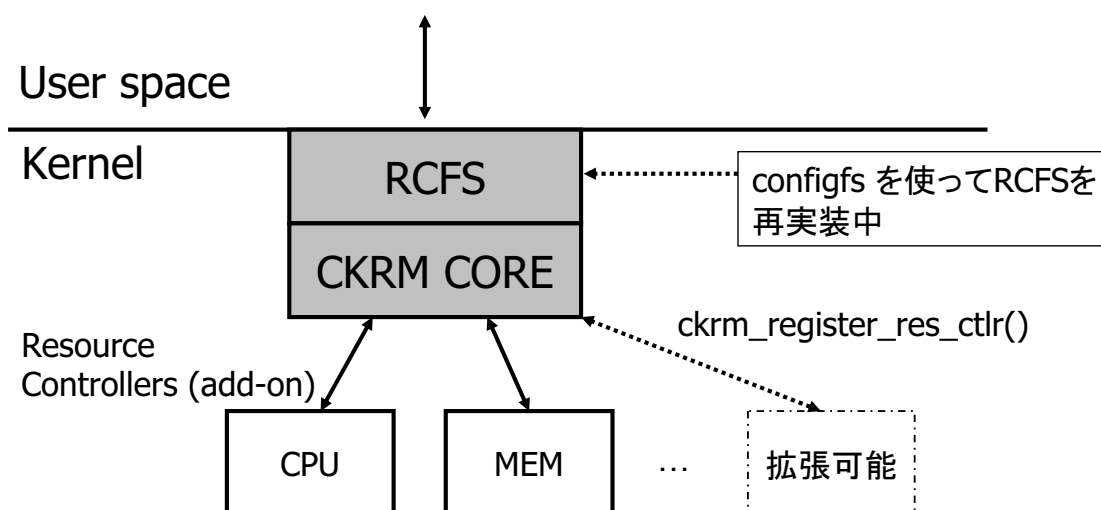 User space
Kernel
RCFS
configfs を使ってRCFSを
再実装中
CKRM CORE
ckrm_register_res_ctlr()
Resource
Controllers (add-on)
CPU
MEM
…
拡張可能